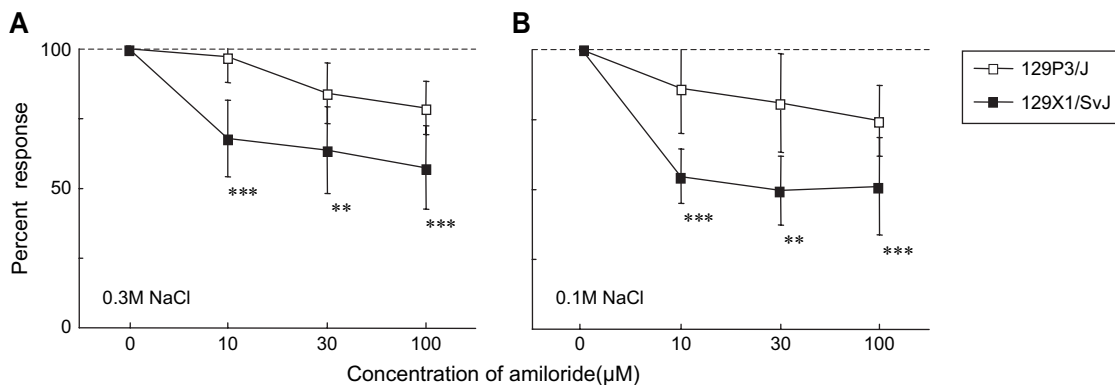 A
B
100
50
0
Percent response
0.3M NaCl
0.1M NaCl
***
**
***
***
**
***
0
10
30
100
0
10
30
100
Concentration of amiloride(μM)
129P3/J
129X1/SvJ